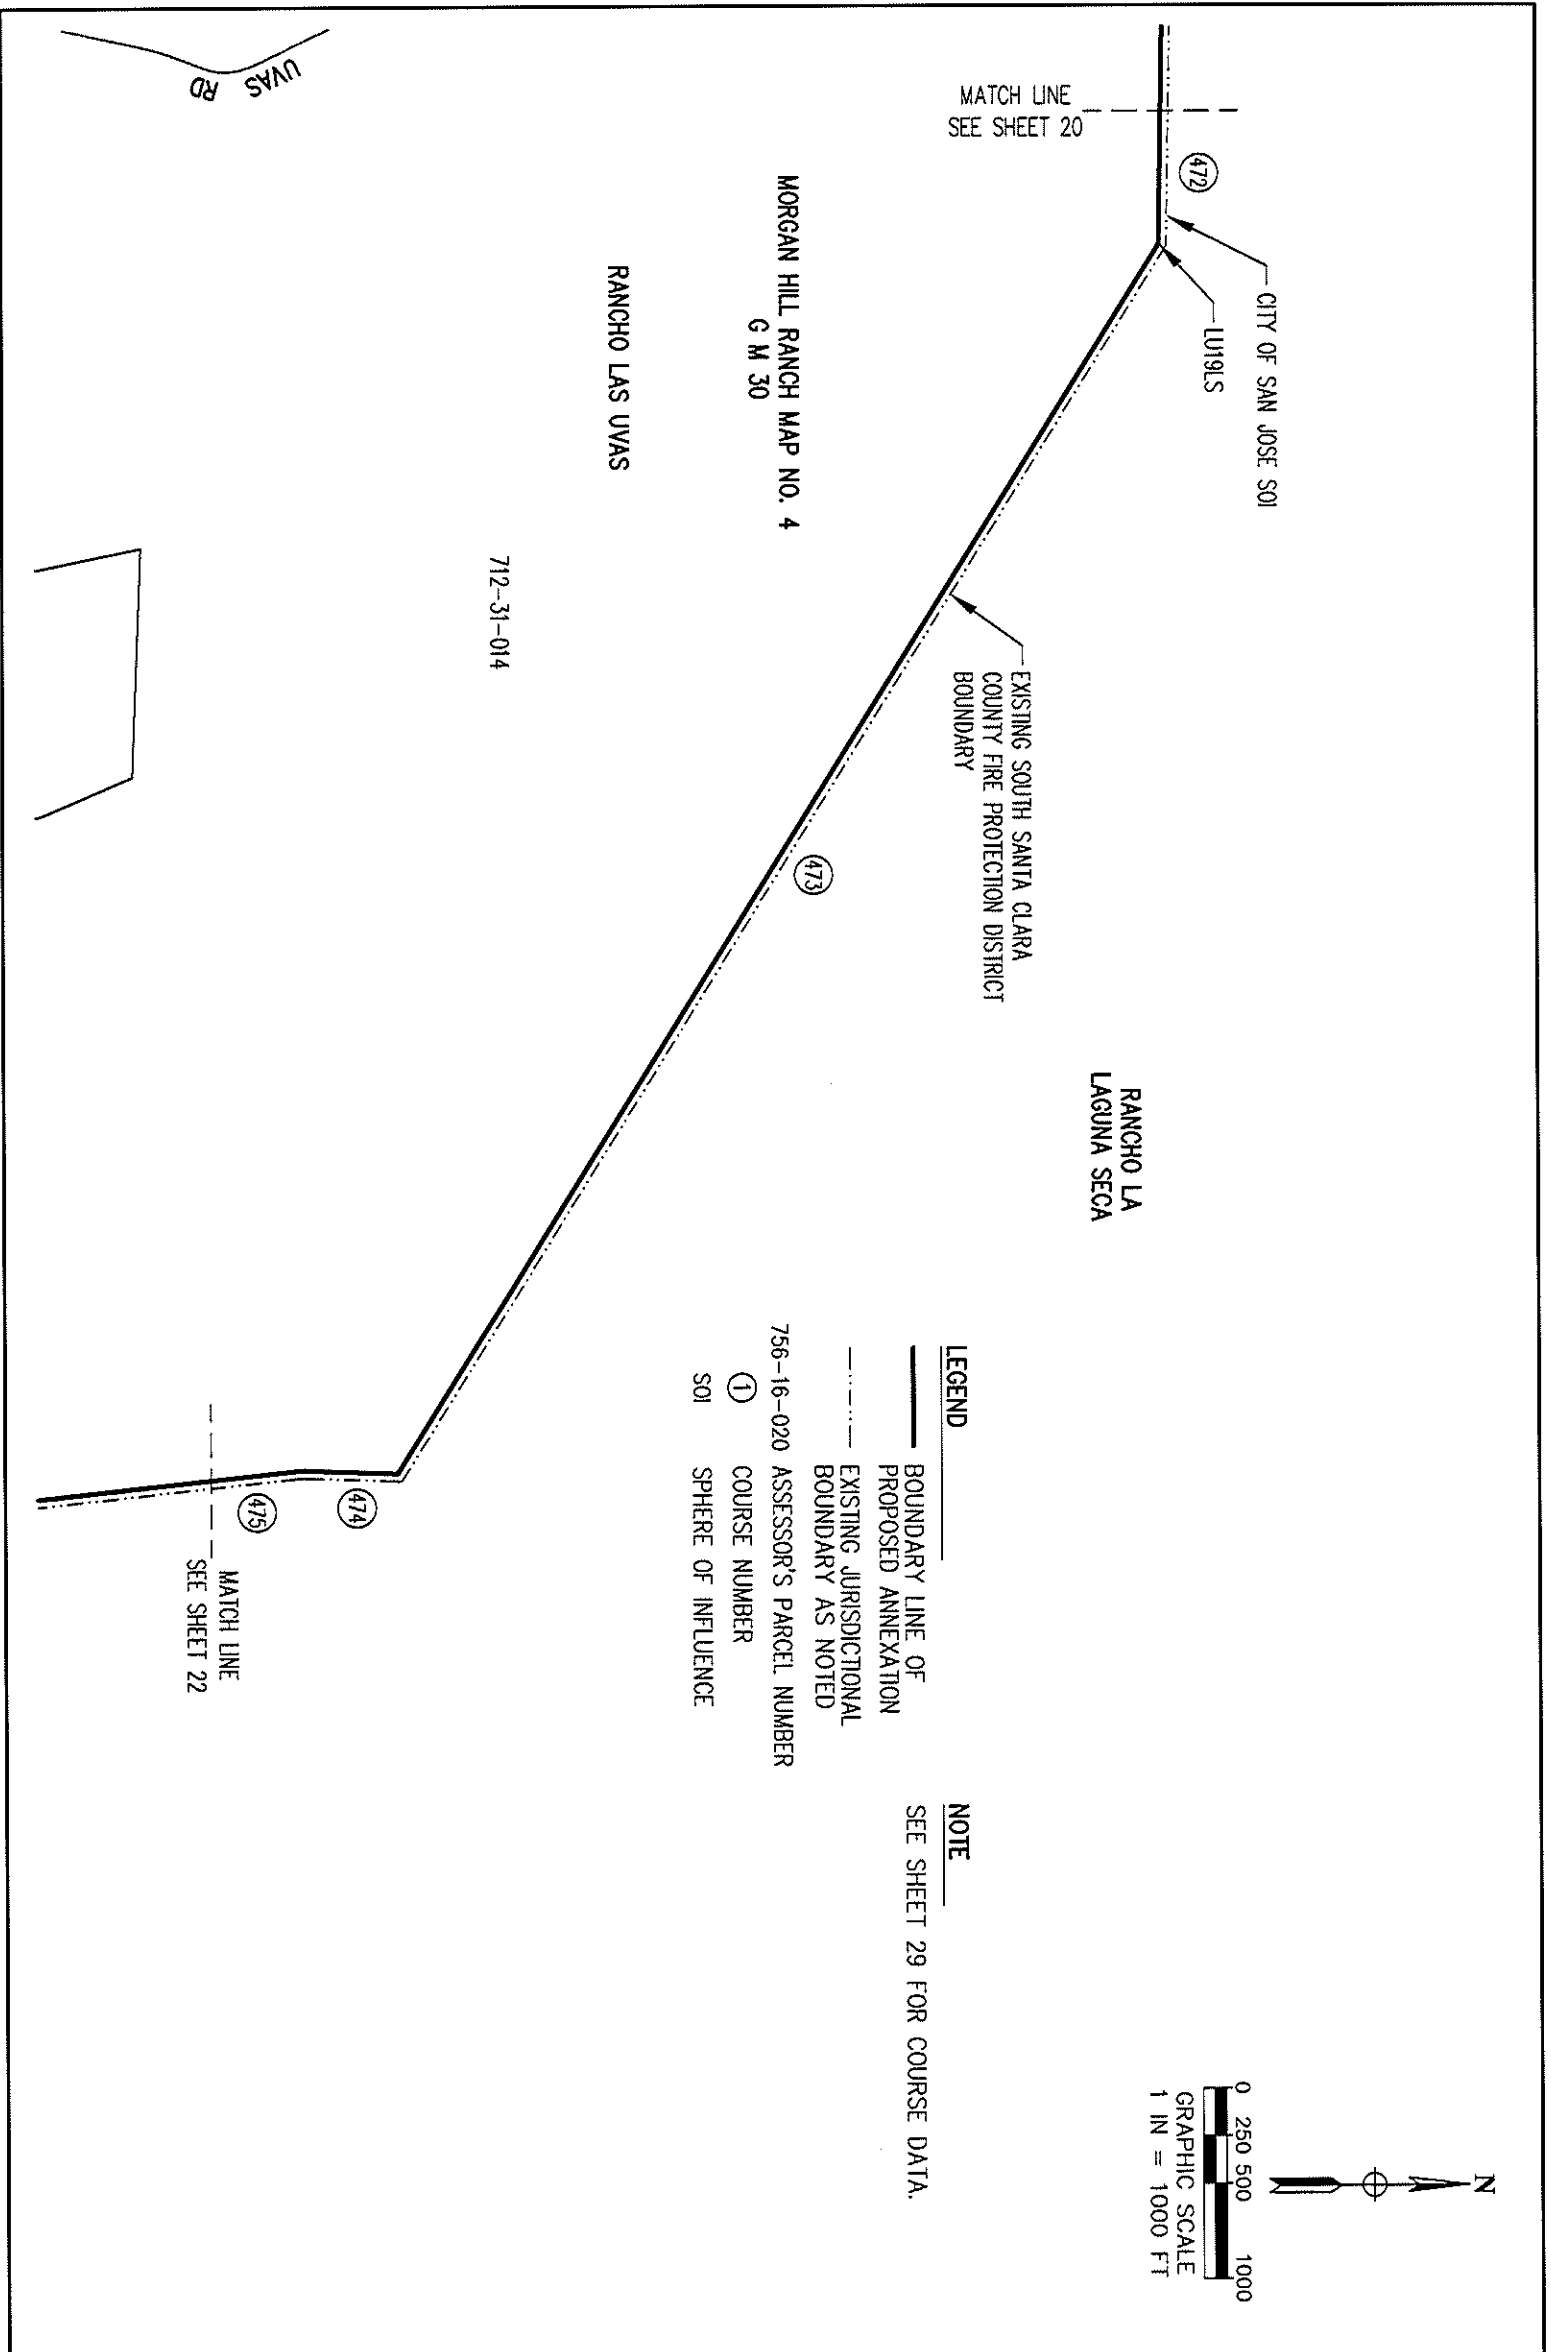 N
0 250 500 1000
GRAPHIC SCALE
1 IN = 1000 FT
CITY OF SAN JOSE SOI
LU19LS
472
MATCH LINE
SEE SHEET 20
RANCHO LA
LAGUNA SECA
EXISTING SOUTH SANTA CLARA
COUNTY FIRE PROTECTION DISTRICT
BOUNDARY
473
MORGAN HILL RANCH MAP NO. 4
G M 30
RANCHO LAS UVAS
712-31-014
UVAS RD
LEGEND
BOUNDARY LINE OF
PROPOSED ANNEXATION
EXISTING JURISDICTIONAL
BOUNDARY AS NOTED
756-16-020 ASSESSOR'S PARCEL NUMBER
1 COURSE NUMBER
SOI SPHERE OF INFLUENCE
NOTE
SEE SHEET 29 FOR COURSE DATA.
474
475
MATCH LINE
SEE SHEET 22